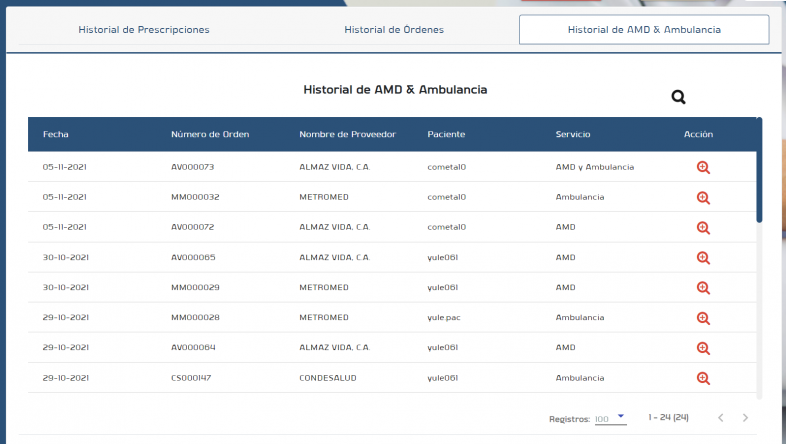 Historial de Prescripciones Historial de Órdenes Historial de AMD & Ambulancia
Historial de AMD & Ambulancia
Fecha Número de Orden Nombre de Proveedor Paciente Servicio Acción
05-11-2021 AV000073 ALMAZ VIDA, C.A. cometal0 AMD y Ambulancia
05-11-2021 MM000032 METROMED cometal0 Ambulancia
05-11-2021 AV000072 ALMAZ VIDA, C.A. cometal0 AMD
30-10-2021 AV000065 ALMAZ VIDA, C.A. yule061 AMD
30-10-2021 MM000029 METROMED yule061 AMD
29-10-2021 MM000028 METROMED yule.pac Ambulancia
29-10-2021 AV000064 ALMAZ VIDA, C.A. yule061 AMD
29-10-2021 CS000147 CONDESALUD yule061 Ambulancia
Registros: 100 1 - 24 (24)